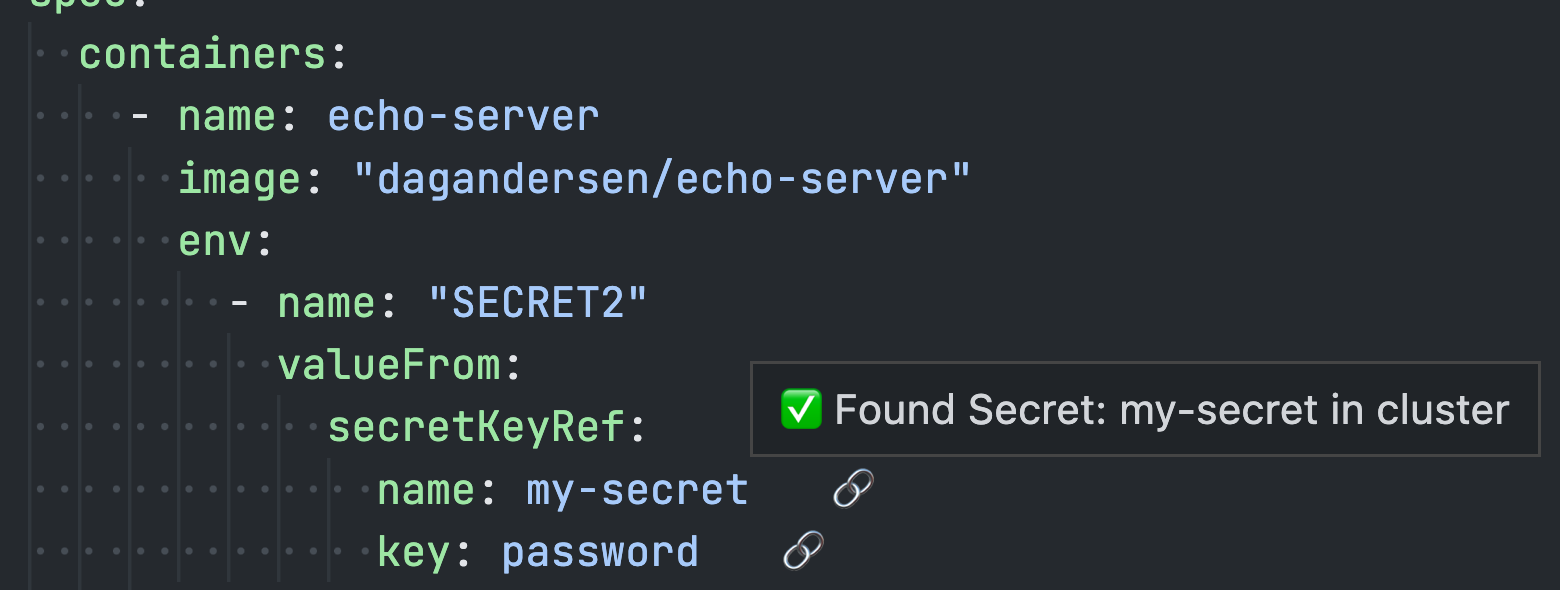 spec:
containers:
- name: echo-server
image: "dagandersen/echo-server"
env:
- name: "SECRET2"
valueFrom:
✅ Found Secret: my-secret in cluster
secretKeyRef:
name: my-secret 🔗
key: password 🔗